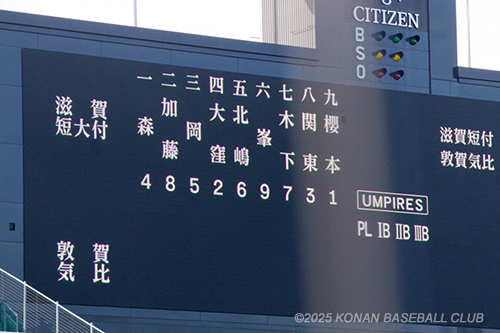 CITIZEN
B
S
O
一 二 三 四 五 六 七 八 九
滋賀短大付
森 加藤 岡 大窪 北嶋 峯 木下 関東 櫻本
4 8 5 2 6 9 7 3 1
滋賀短付
敦賀気比
UMPIRES
PL ⅠB ⅡB ⅢB
敦賀気比
©2025 KONAN BASEBALL CLUB